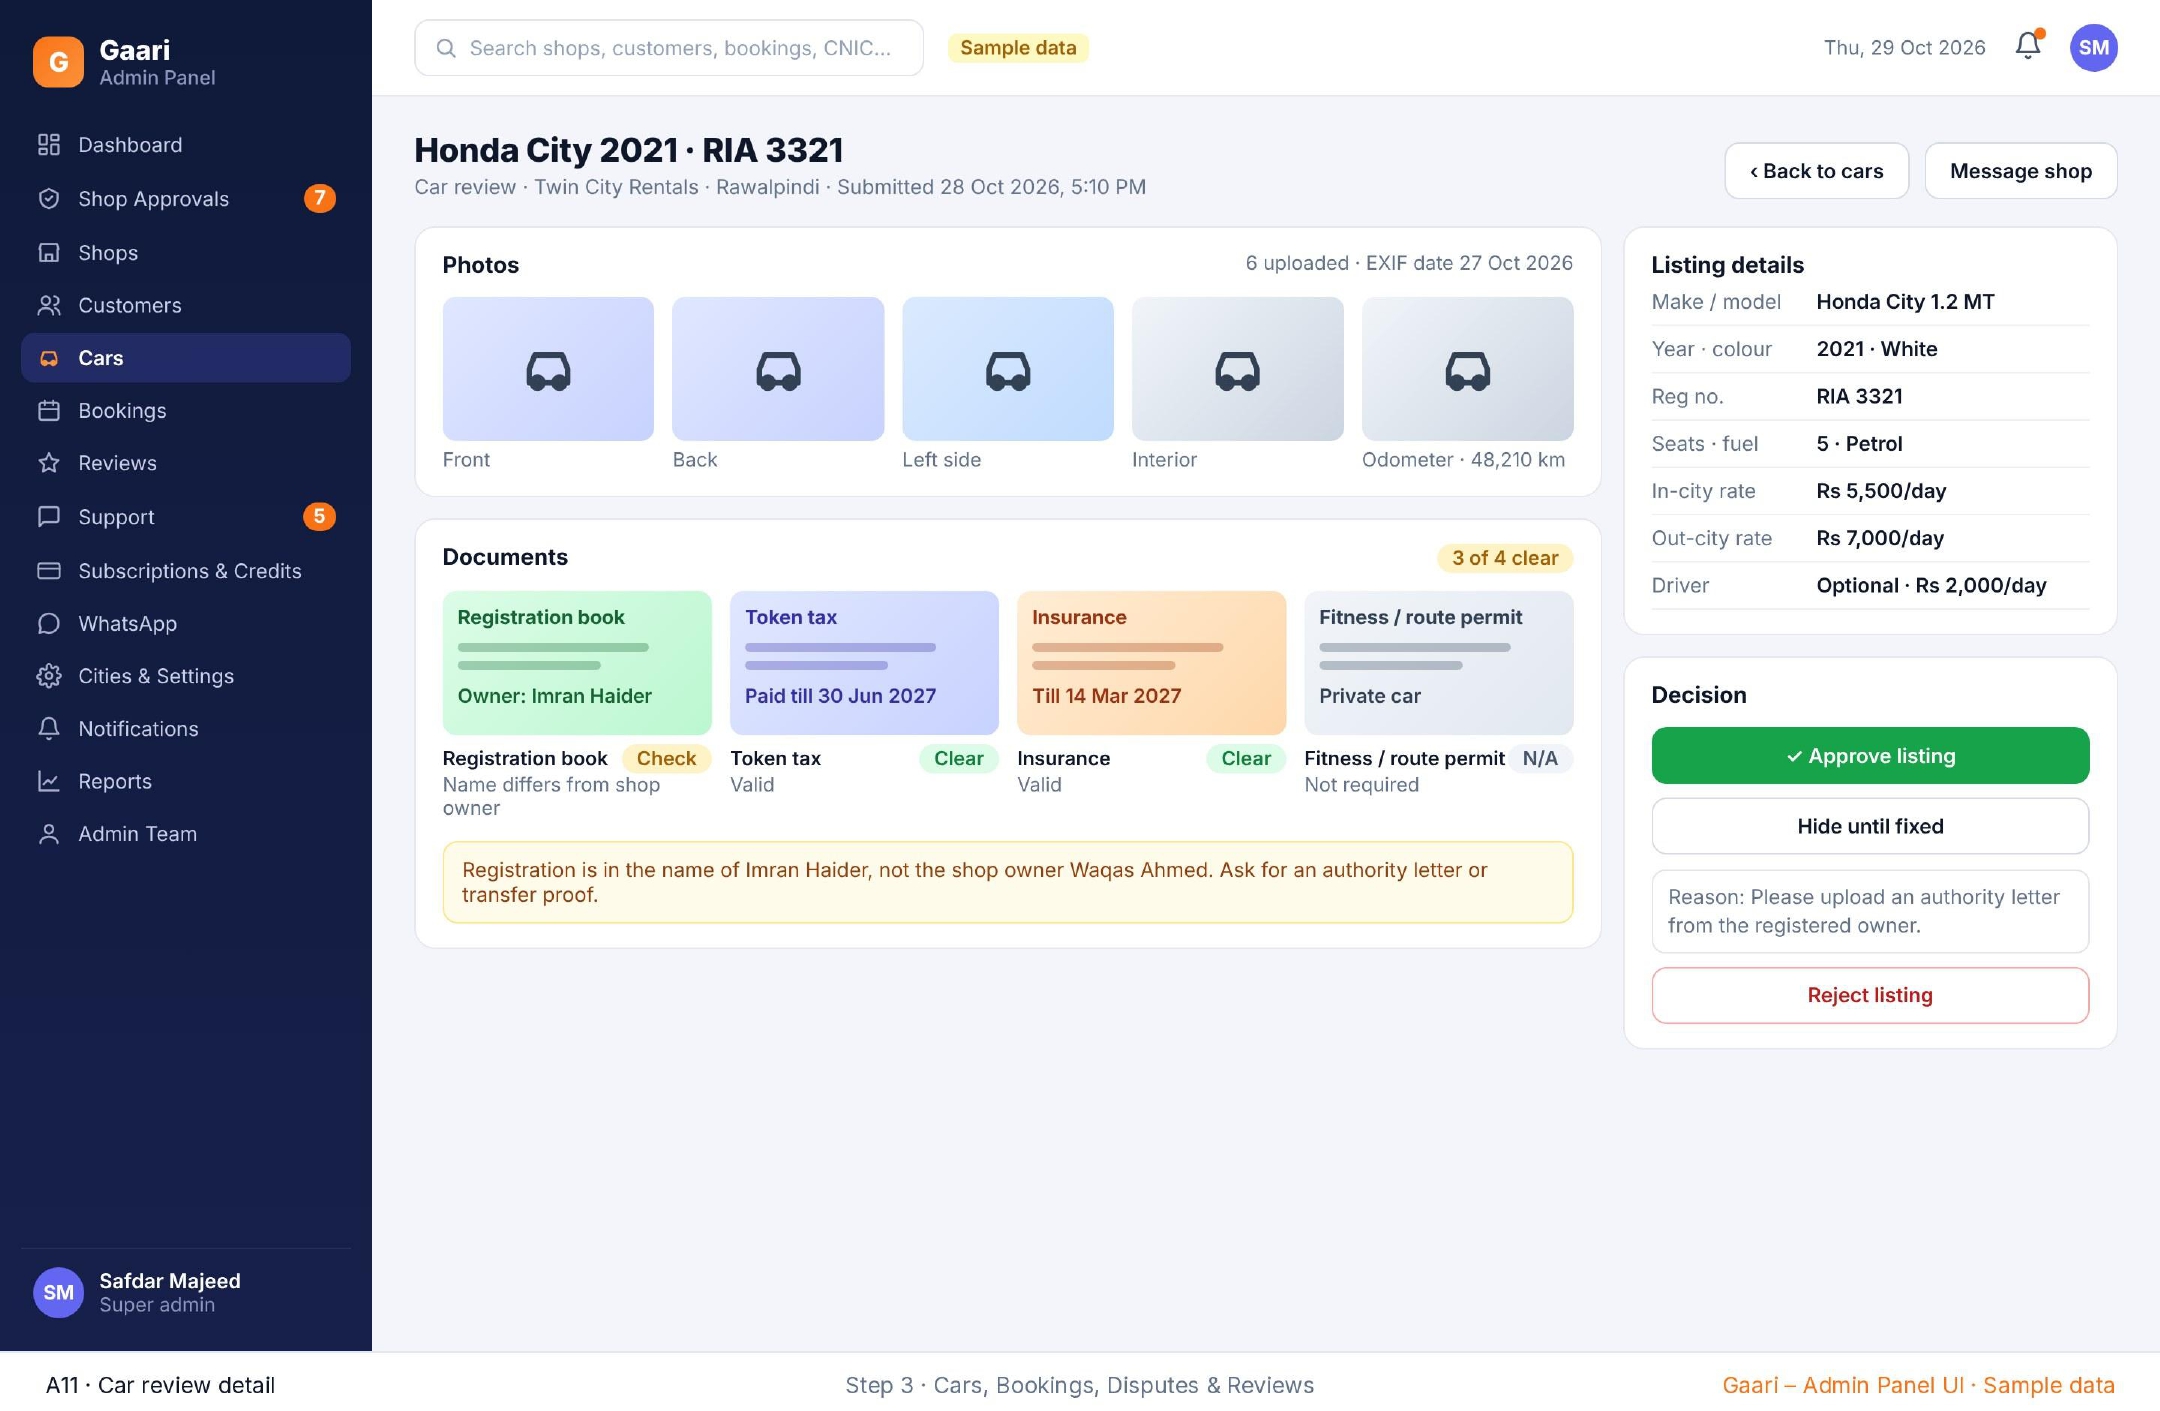 G
Gaari
Admin Panel
Dashboard
Shop Approvals 7
Shops
Customers
Cars
Bookings
Reviews
Support 5
Subscriptions & Credits
WhatsApp
Cities & Settings
Notifications
Reports
Admin Team
SM
Safdar Majeed
Super admin
Search shops, customers, bookings, CNIC...
Sample data
Thu, 29 Oct 2026
SM
Honda City 2021 · RIA 3321
Car review · Twin City Rentals · Rawalpindi · Submitted 28 Oct 2026, 5:10 PM
‹ Back to cars
Message shop
Photos
6 uploaded · EXIF date 27 Oct 2026
Front
Back
Left side
Interior
Odometer · 48,210 km
Documents
3 of 4 clear
Registration book
Owner: Imran Haider
Registration book Check
Name differs from shop
owner
Token tax
Paid till 30 Jun 2027
Token tax Clear
Valid
Insurance
Till 14 Mar 2027
Insurance Clear
Valid
Fitness / route permit
Private car
Fitness / route permit N/A
Not required
Registration is in the name of Imran Haider, not the shop owner Waqas Ahmed. Ask for an authority letter or
transfer proof.
Listing details
Make / model Honda City 1.2 MT
Year · colour 2021 · White
Reg no. RIA 3321
Seats · fuel 5 · Petrol
In-city rate Rs 5,500/day
Out-city rate Rs 7,000/day
Driver Optional · Rs 2,000/day
Decision
✓ Approve listing
Hide until fixed
Reason: Please upload an authority letter
from the registered owner.
Reject listing
A11 · Car review detail
Step 3 · Cars, Bookings, Disputes & Reviews
Gaari – Admin Panel UI · Sample data